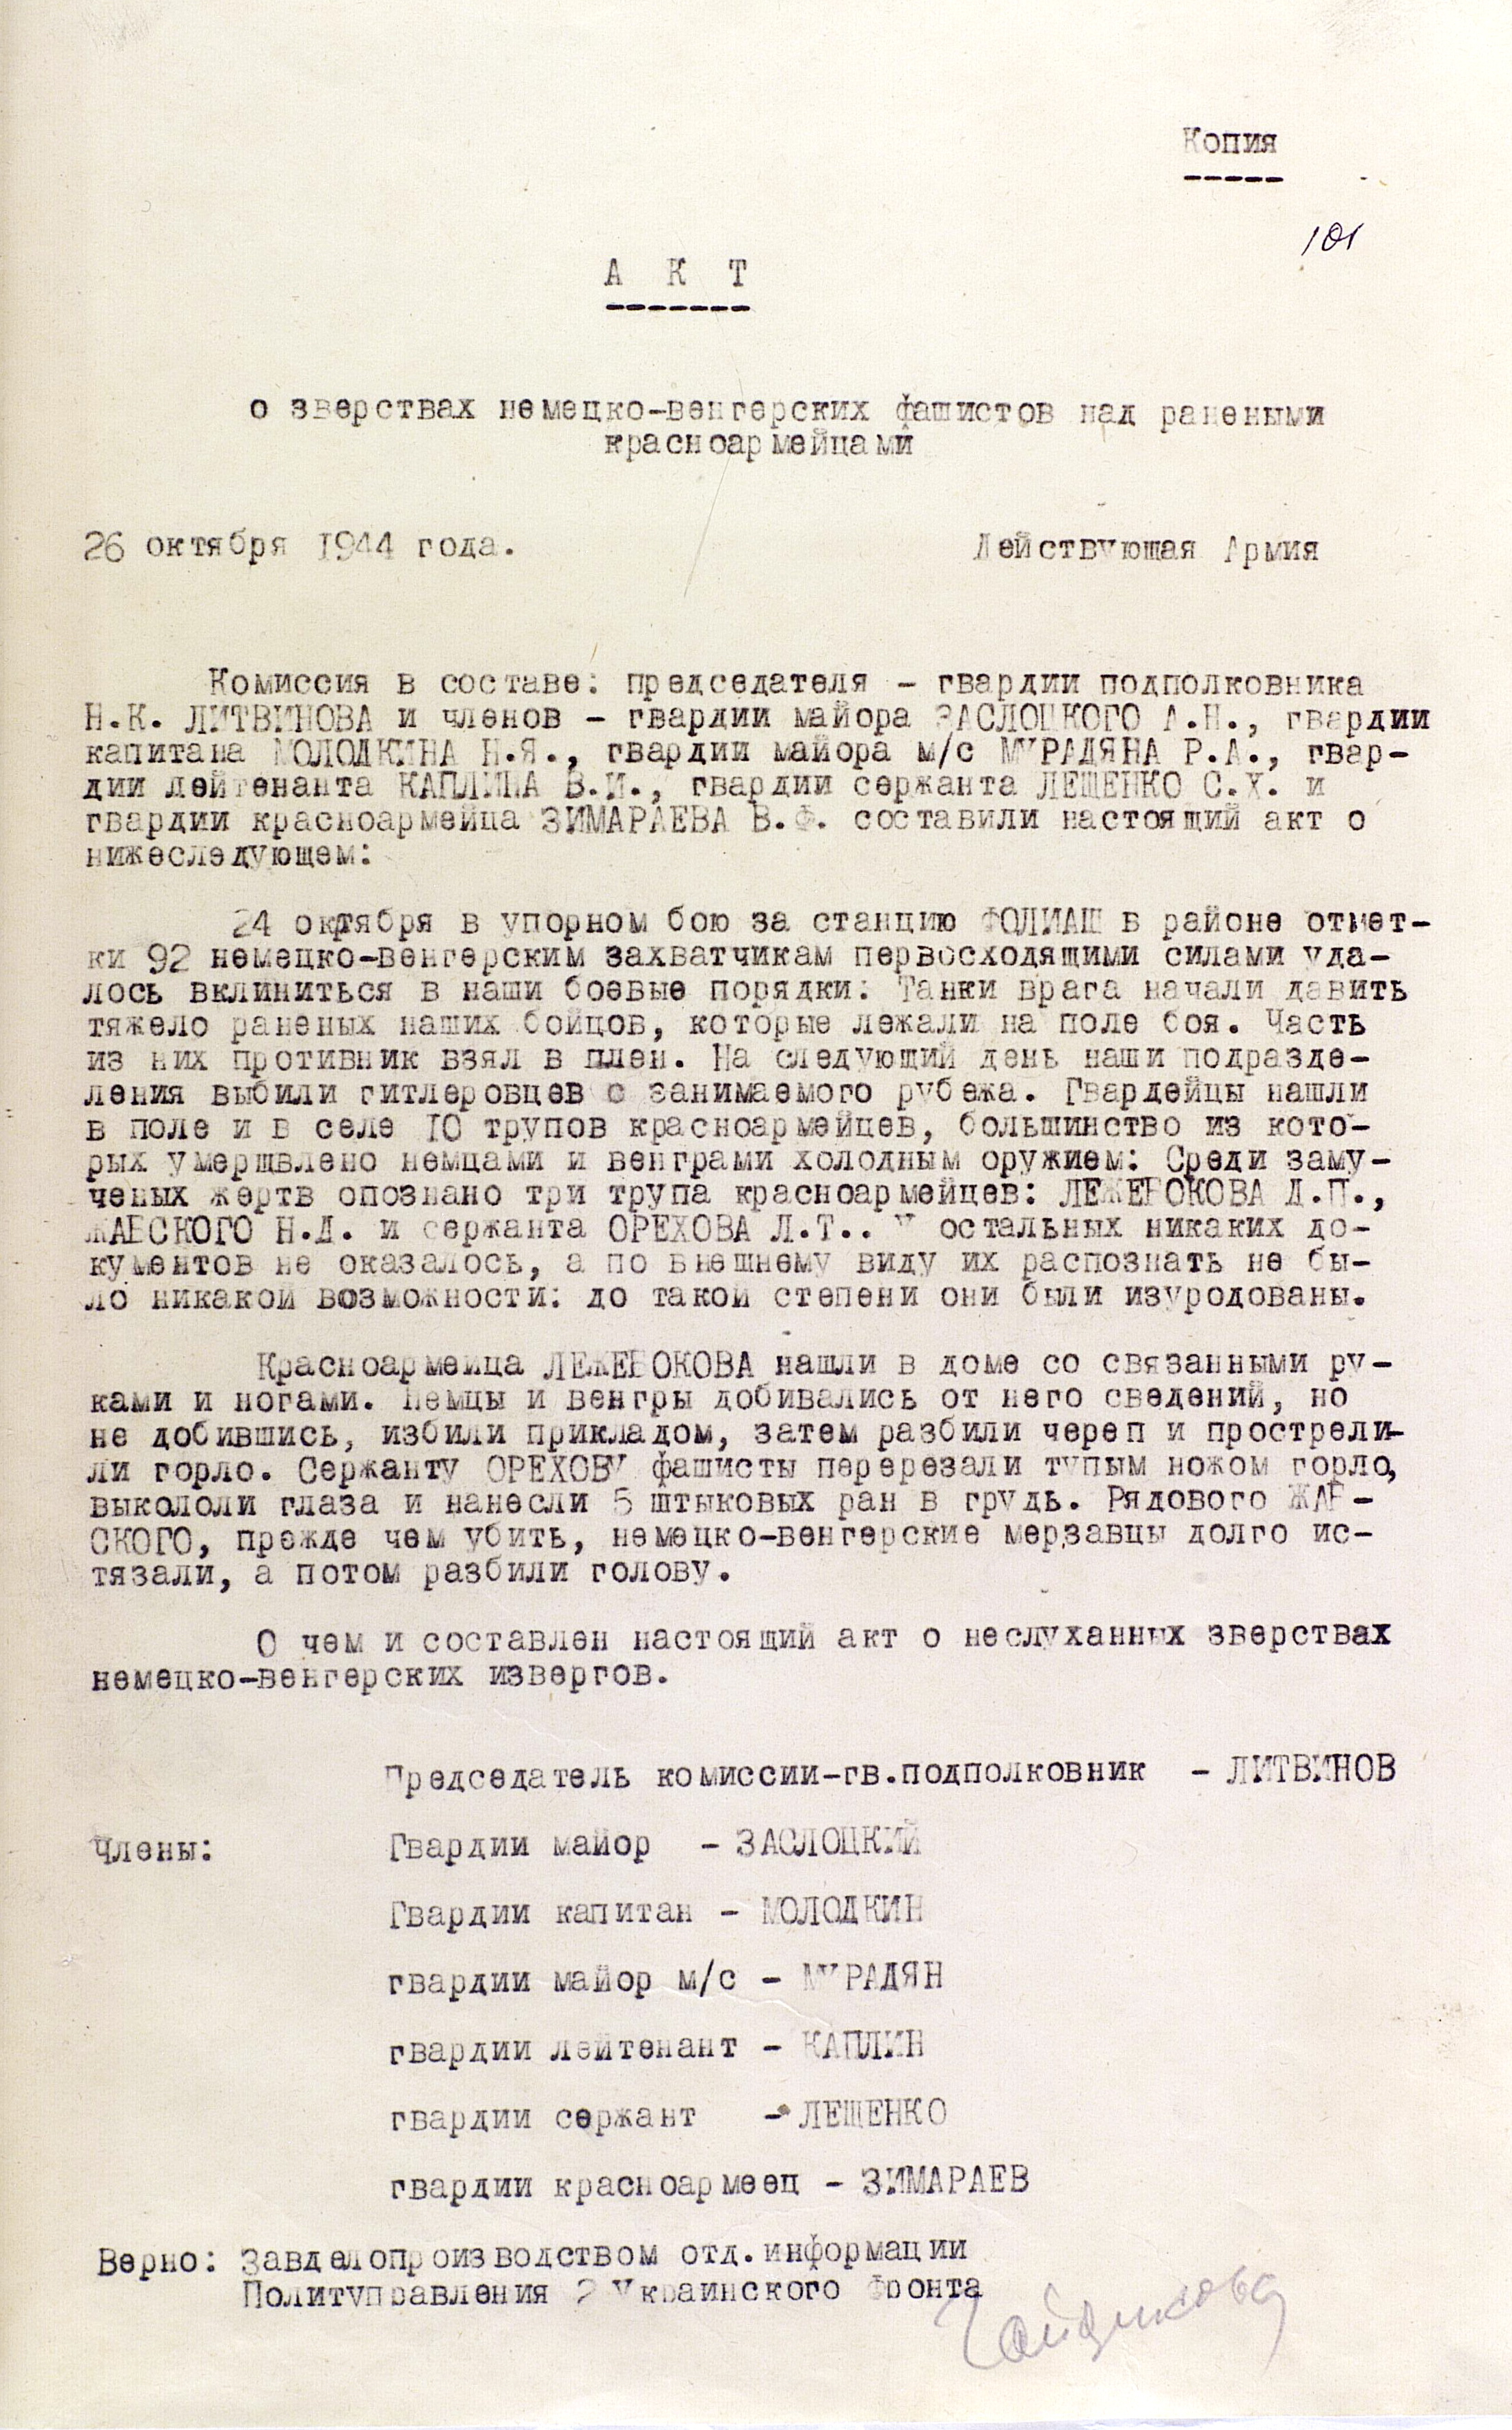 Копия
101
А К Т
о зверствах немецко-венгерских фашистов над ранеными
красноармейцами
26 октября 1944 года. Действующая Армия
Комиссия в составе: председателя - гвардии подполковника
Н.К. ЛИТВИНОВА и членов - гвардии майора ЗАСЛОЦКОГО А.Н., гвардии
капитана МОЛОДКИНА Н.Я., гвардии майора м/с МУРАДЯНА Р.А., гвар-
дии лейтенанта КАПЛИНА В.И., гвардии сержанта ЛЕЩЕНКО С.Х. и
гвардии красноармейца ЗИМАРАЕВА В.Ф. составили настоящий акт о
нижеследующем:
24 октября в упорном бою за станцию ФОЛИАШ в районе отмет-
ки 92 немецко-венгерским захватчикам первосходящими силами уда-
лось вклиниться в наши боевые порядки: Танки врага начали давить
тяжело раненых наших бойцов, которые лежали на поле боя. Часть
из них противник взял в плен. На следующий день наши подразде-
ления выбили гитлеровцев с занимаемого рубежа. Гвардейцы нашли
в поле и в селе 10 трупов красноармейцев, большинство из кото-
рых умерщвлено немцами и венграми холодным оружием: Среди заму-
ченых жертв опознано три трупа красноармейцев: ЛЕЖЕВОКОВА Д.П.,
ЖАВСКОГО Н.Д. и сержанта ОРЕХОВА Л.Т.. У остальных никаких до-
кументов не оказалось, а по внешнему виду их распознать не бы-
ло никакой возможности: до такой степени они были изуродованы.
Красноармейца ЛЕЖЕВОКОВА нашли в доме со связанными ру-
ками и ногами. Немцы и венгры добивались от него сведений, но
не добившись, избили прикладом, затем разбили череп и прострели-
ли горло. Сержанту ОРЕХОВУ фашисты перерезали тупым ножом горло,
выкололи глаза и нанесли 5 штыковых ран в грудь. Рядового ЖАВ-
СКОГО, прежде чем убить, немецко-венгерские мерзавцы долго ис-
тязали, а потом разбили голову.
О чем и составлен настоящий акт о неслуханных зверствах
немецко-венгерских извергов.
Председатель комиссии-гв.подполковник - ЛИТВИНОВ
Члены: Гвардии майор - ЗАСЛОЦКИЙ
Гвардии капитан - МОЛОДКИН
гвардии майор м/с - МУРАДЯН
гвардии лейтенант - КАПЛИН
гвардии сержант - ЛЕЩЕНКО
гвардии красноармеец - ЗИМАРАЕВ
Верно: Завделопроизводством отд.информации
Политуправления 2 Украинского Фронта